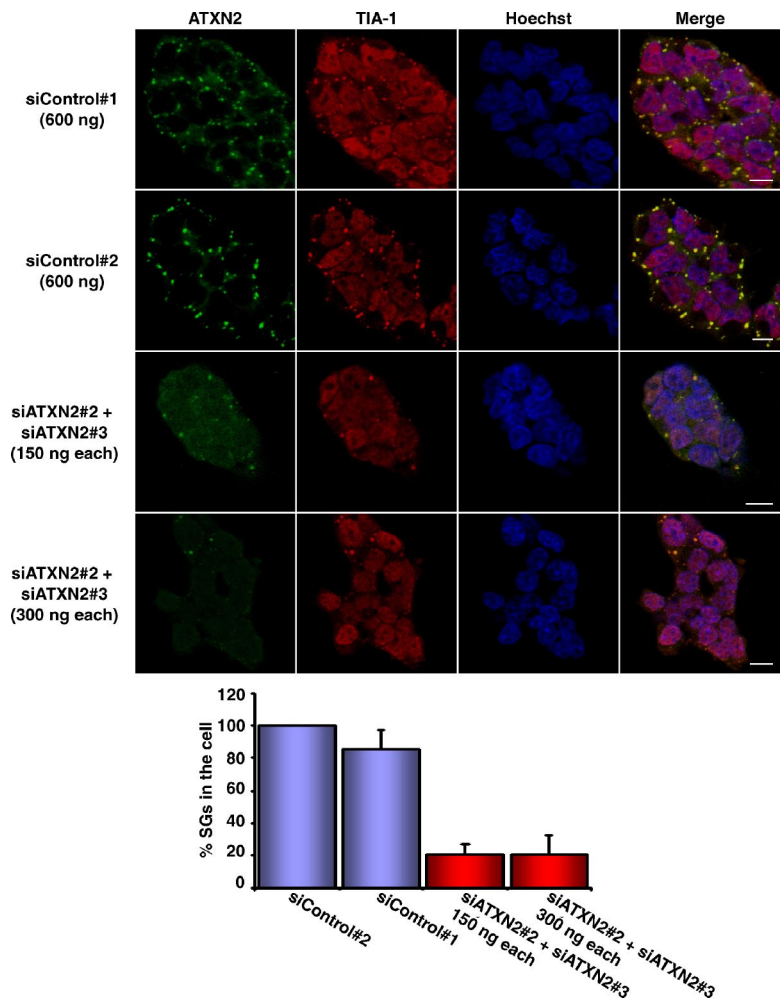 ATXN2 TIA-1 Hoechst Merge
siControl#1
(600 ng)
siControl#2
(600 ng)
siATXN2#2 +
siATXN2#3
(150 ng each)
siATXN2#2 +
siATXN2#3
(300 ng each)
120
100
80
60
40
20
0
% SGs in the cell
siControl#2
siControl#1
siATXN2#2 + siATXN2#3
150 ng each
siATXN2#2 + siATXN2#3
300 ng each